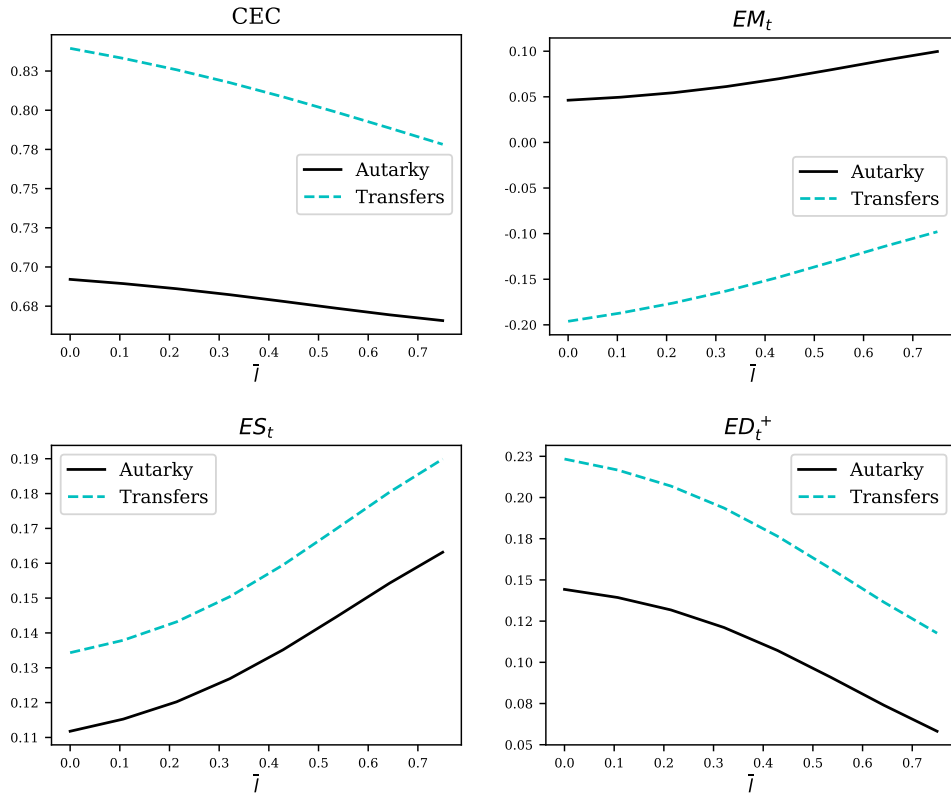 CEC
0.83
0.80
0.78
0.75
0.73
0.70
0.68
Autarky
Transfers
0.0 0.1 0.2 0.3 0.4 0.5 0.6 0.7
l̄
EM_t
0.10
0.05
0.00
-0.05
-0.10
-0.15
-0.20
Autarky
Transfers
0.0 0.1 0.2 0.3 0.4 0.5 0.6 0.7
l̄
ES_t
0.19
0.18
0.17
0.16
0.15
0.14
0.13
0.12
0.11
Autarky
Transfers
0.0 0.1 0.2 0.3 0.4 0.5 0.6 0.7
l̄
ED_t^+
0.23
0.20
0.18
0.15
0.12
0.10
0.08
0.05
Autarky
Transfers
0.0 0.1 0.2 0.3 0.4 0.5 0.6 0.7
l̄